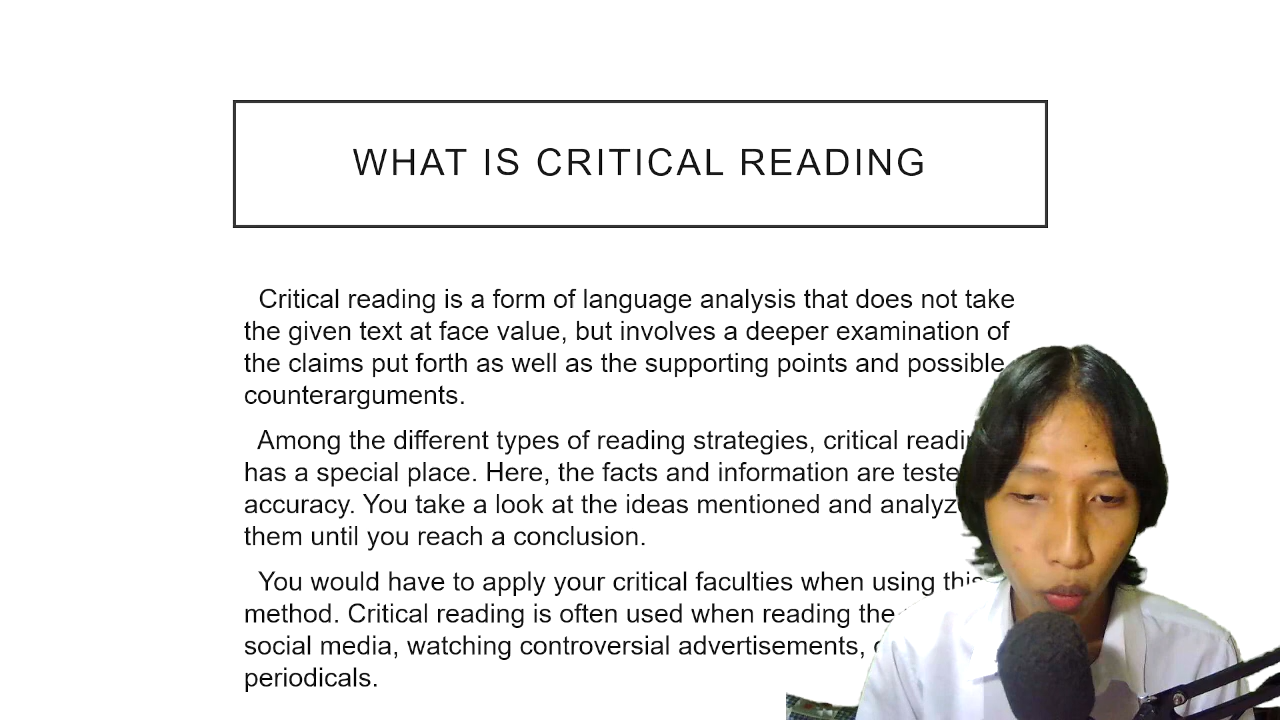 WHAT IS CRITICAL READING
Critical reading is a form of language analysis that does not take
the given text at face value, but involves a deeper examination of
the claims put forth as well as the supporting points and possible
counterarguments.
Among the different types of reading strategies, critical
has a special place. Here, the facts and information are
accuracy. You take a look at the ideas mentioned and
them until you reach a conclusion.
You would have to apply your critical faculties when using this
method. Critical reading is often used when reading the
social media, watching controversial advertisements,
periodicals.